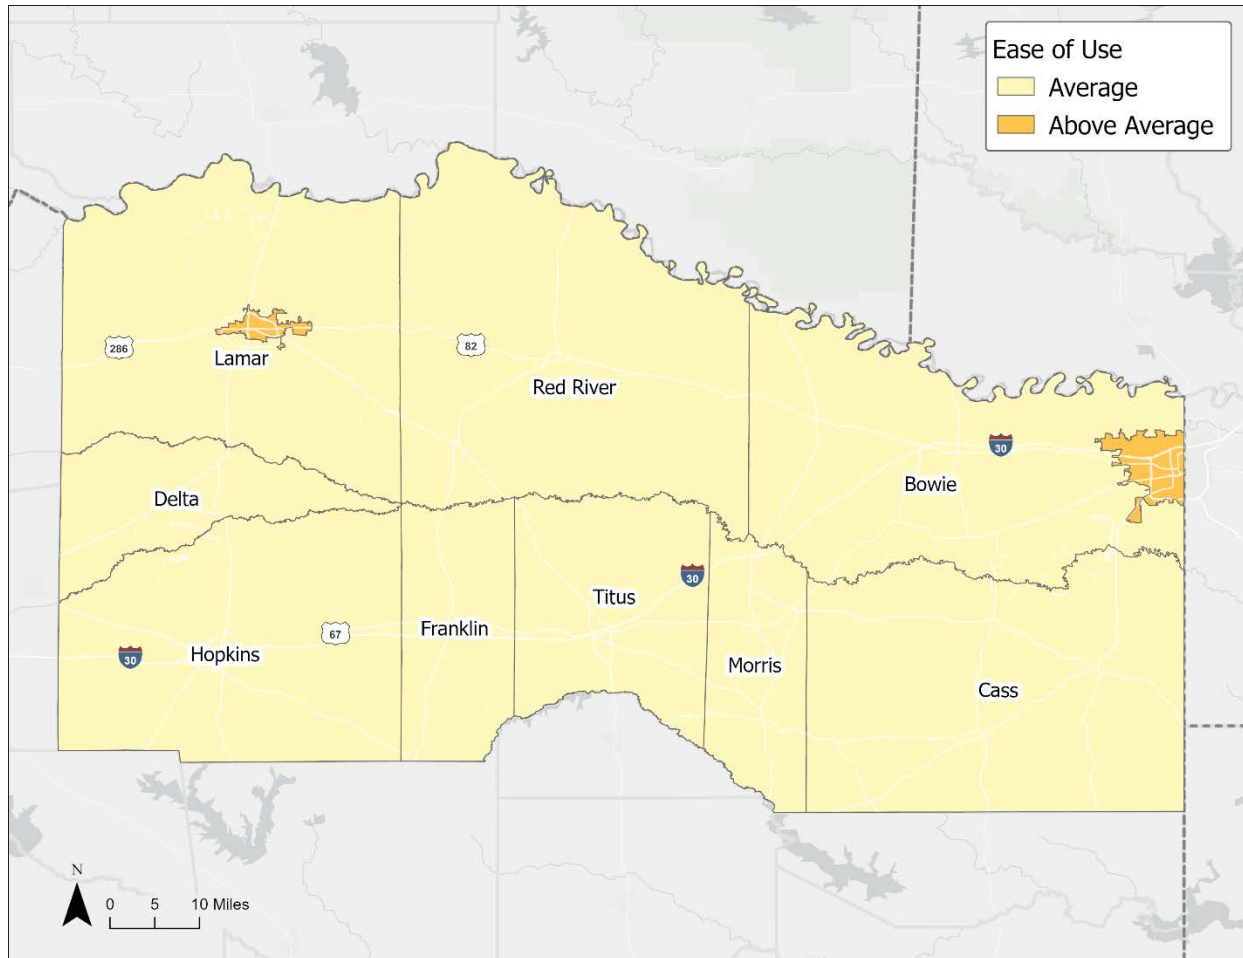 Ease of Use
Average
Above Average
286
Lamar
82
Red River
30
Bowie
Delta
30
Titus
Franklin
67
Hopkins
30
Morris
Cass
N
0 5 10 Miles